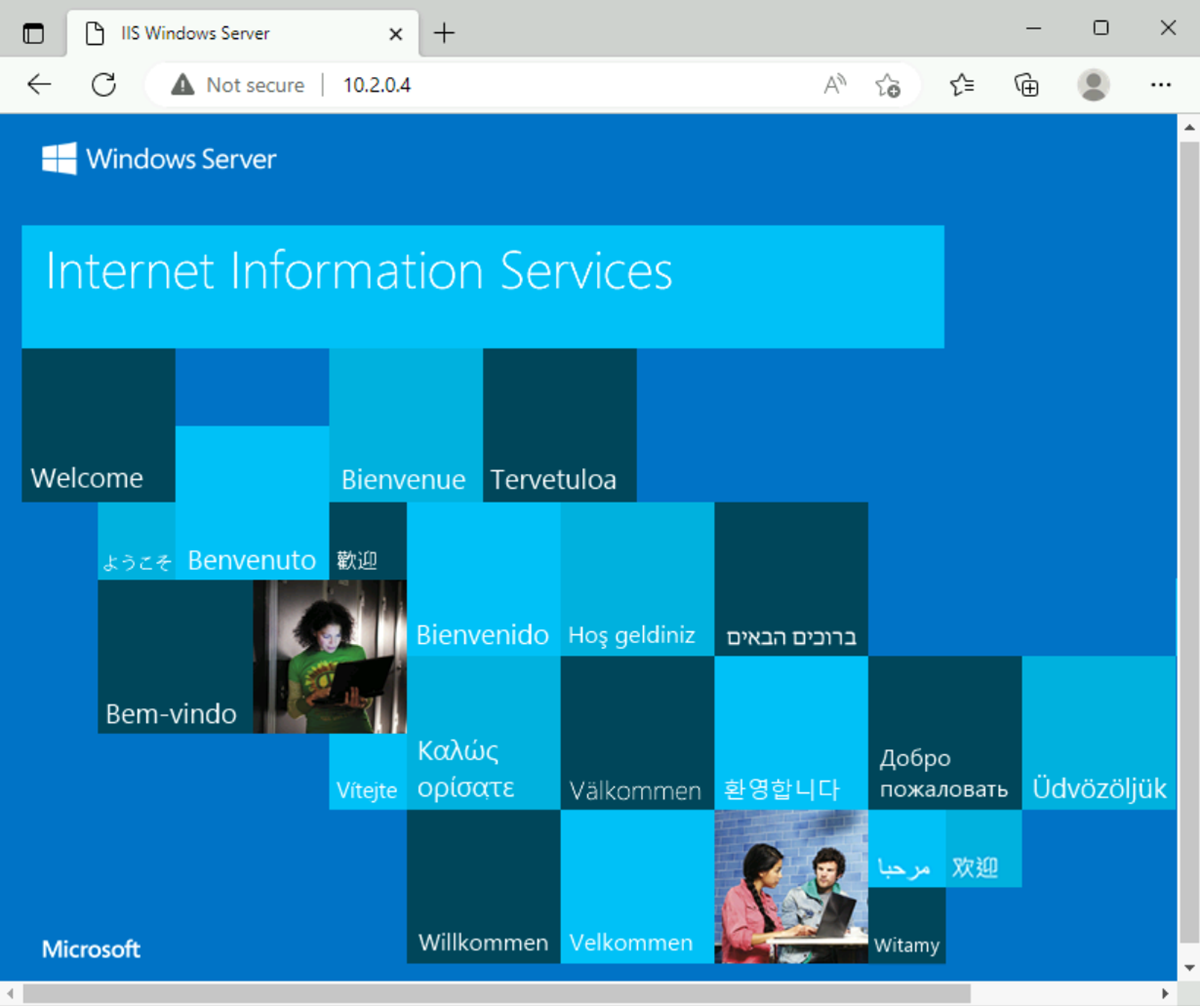 IIS Windows Server
Not secure
10.2.0.4
Windows Server
Internet Information Services
Welcome
Bienvenue
Tervetuloa
ようこそ
Benvenuto
歡迎
Bienvenido
Hoş geldiniz
ברוכים הבאים
Bem-vindo
Vítejte
Καλώς
ορίσατε
Välkommen
환영합니다
Добро
пожаловать
Üdvözöljük
مرحبا
欢迎
Willkommen
Velkommen
Witamy
Microsoft